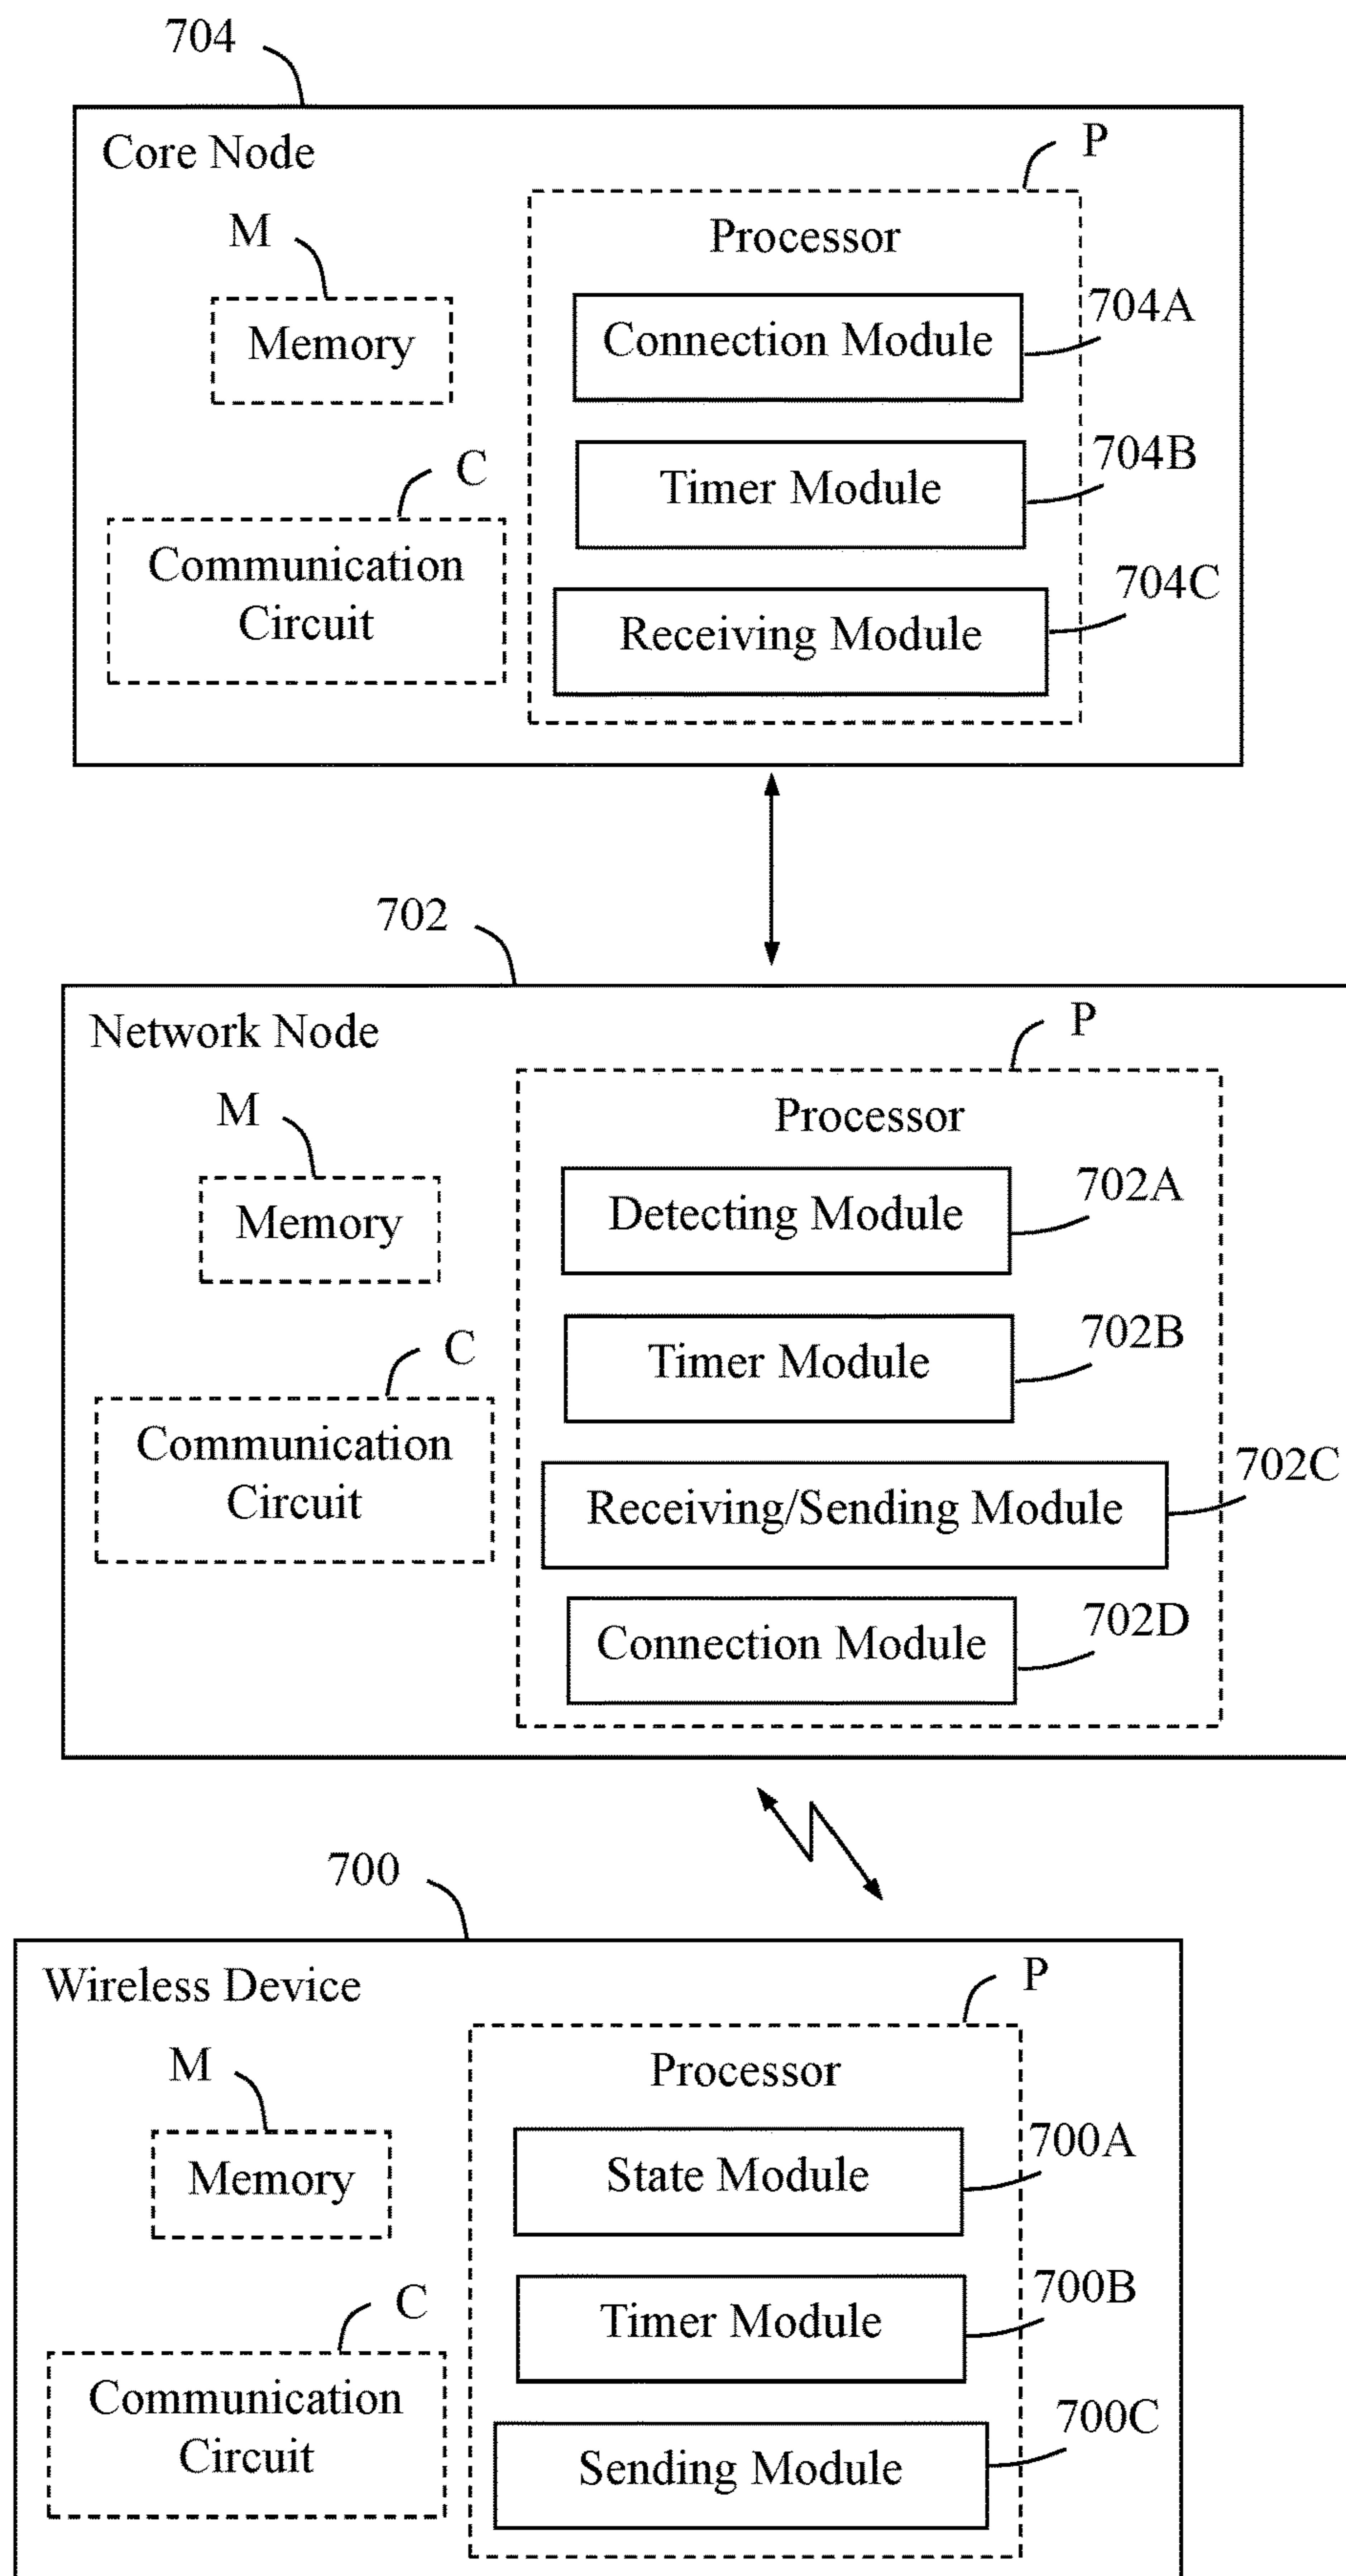 704
Core Node
P
M
Processor
704A
Memory
Connection Module
704B
C
Timer Module
Communication
Circuit
704C
Receiving Module
702
Network Node
P
M
Processor
702A
Memory
Detecting Module
702B
C
Timer Module
Communication
Circuit
702C
Receiving/Sending Module
702D
Connection Module
700
Wireless Device
P
M
Processor
700A
Memory
State Module
700B
C
Timer Module
Communication
Circuit
700C
Sending Module